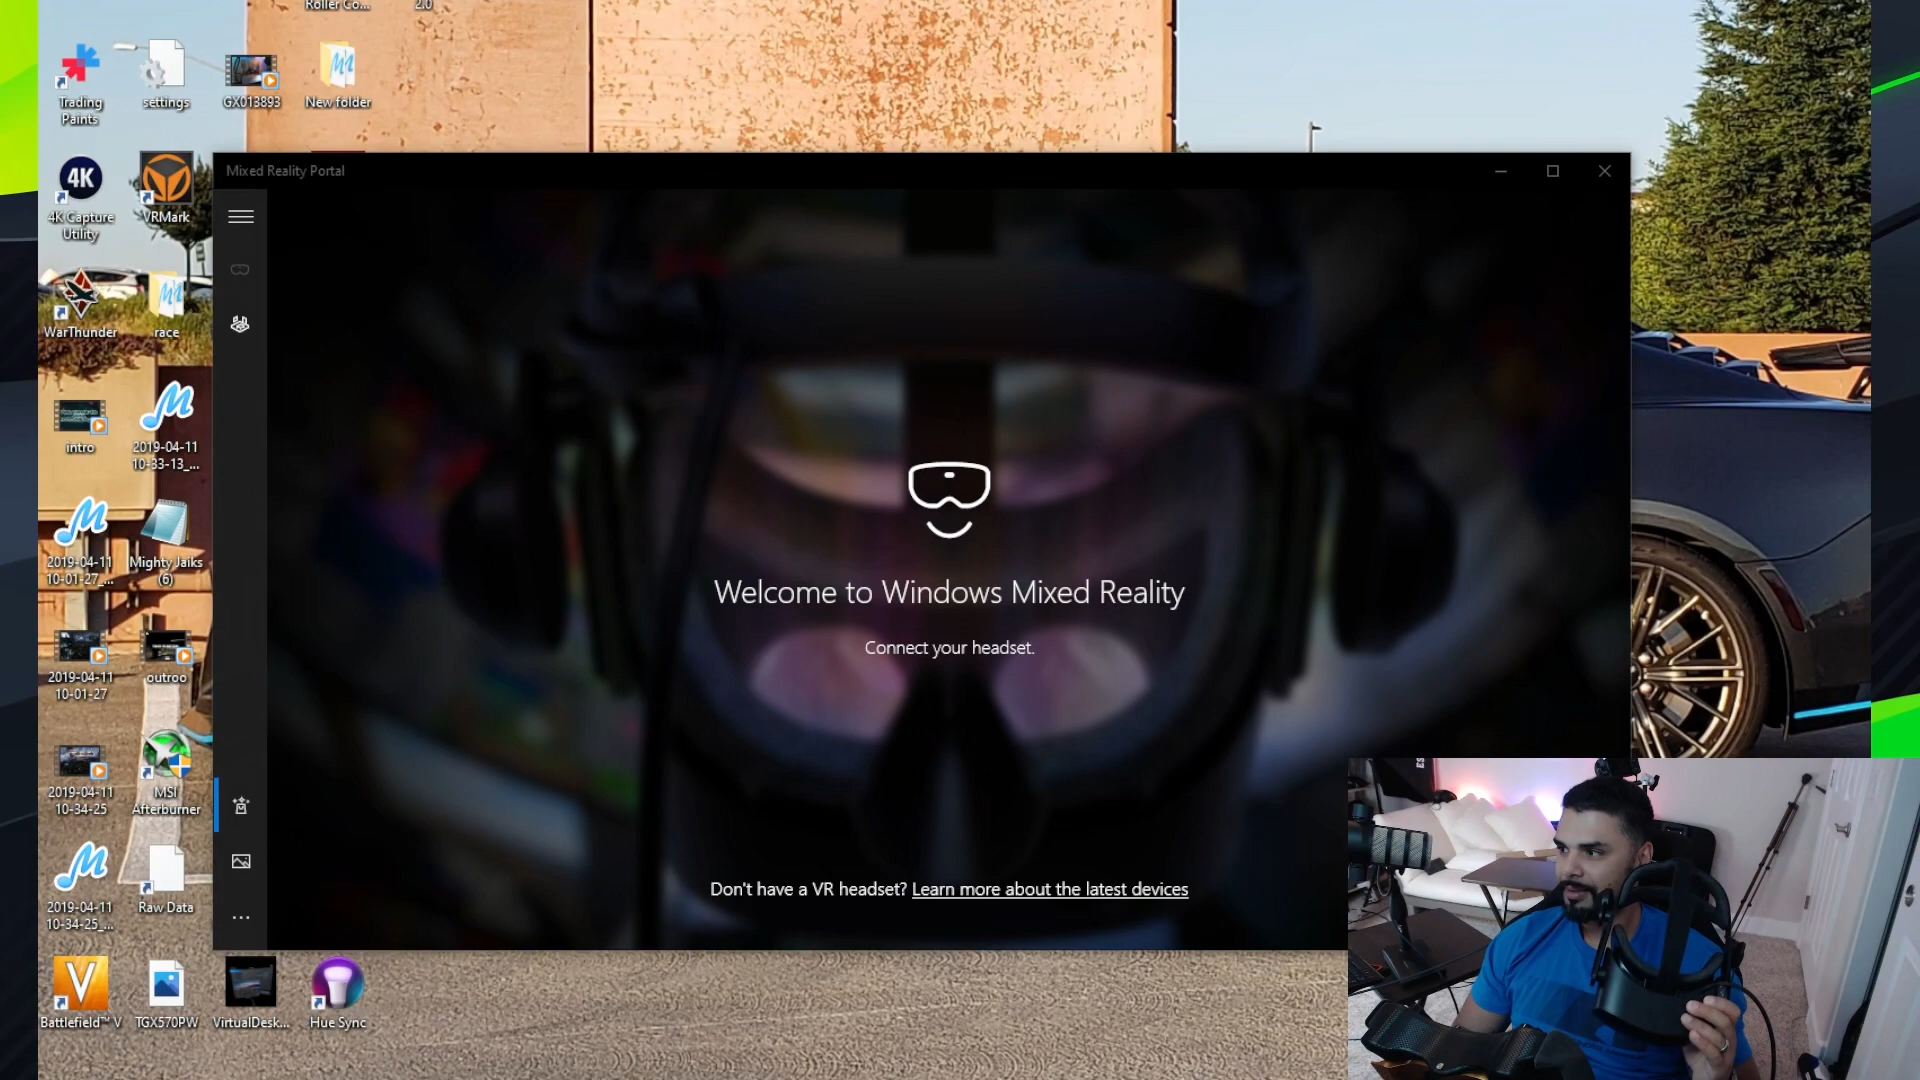 Roller Co...
2.0
Trading
Paints
settings
GX013893
New folder
4K
4K Capture
Utility
VRMark
WarThunder
race
intro
2019-04-11
10-33-13_...
2019-04-11
10-01-27_...
Mighty Jaiks
(6)
2019-04-11
10-01-27
outroo
2019-04-11
10-34-25
MSI
Afterburner
2019-04-11
10-34-25_...
Raw Data
V
Battlefield™ V
TGX570PW
VirtualDesk...
Hue Sync
Mixed Reality Portal
Welcome to Windows Mixed Reality
Connect your headset.
Don't have a VR headset? Learn more about the latest devices